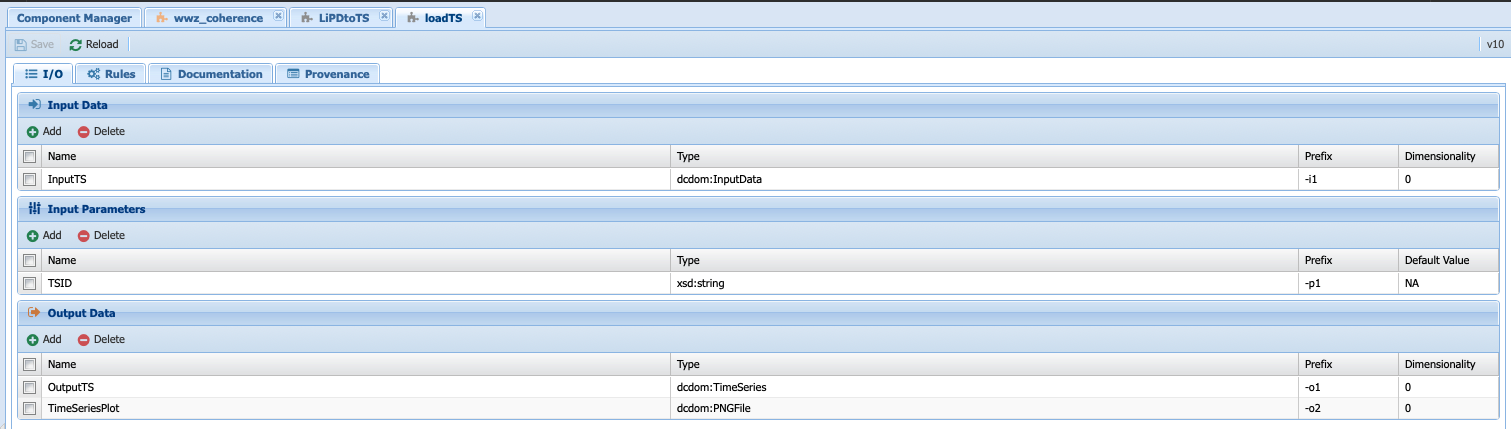 Component Manager wwz_coherence LiPDtoTS loadTS
Save Reload v10
I/O Rules Documentation Provenance
Input Data
Add Delete
Name Type Prefix Dimensionality
InputTS dcdom:InputData -i1 0
Input Parameters
Add Delete
Name Type Prefix Default Value
TSID xsd:string -p1 NA
Output Data
Add Delete
Name Type Prefix Dimensionality
OutputTS dcdom:TimeSeries -o1 0
TimeSeriesPlot dcdom:PNGFile -o2 0